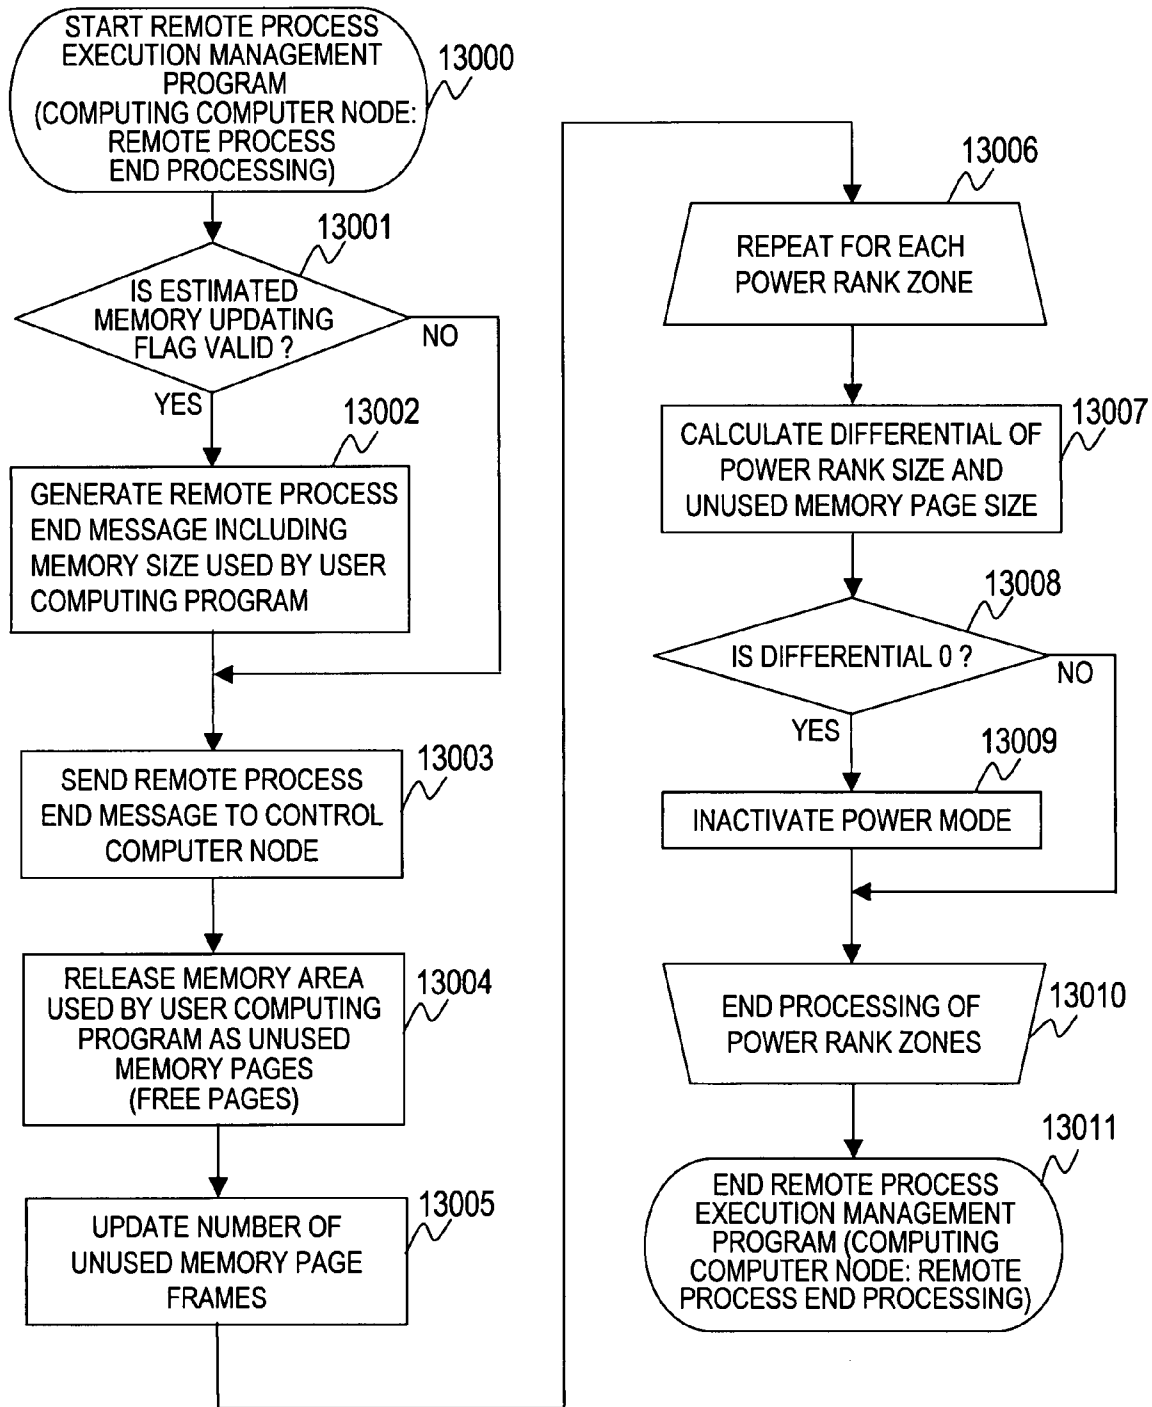 START REMOTE PROCESS
EXECUTION MANAGEMENT
PROGRAM
(COMPUTING COMPUTER NODE:
REMOTE PROCESS
END PROCESSING)
13000
13001
IS ESTIMATED
MEMORY UPDATING
FLAG VALID ?
NO
YES
13002
GENERATE REMOTE PROCESS
END MESSAGE INCLUDING
MEMORY SIZE USED BY USER
COMPUTING PROGRAM
13003
SEND REMOTE PROCESS
END MESSAGE TO CONTROL
COMPUTER NODE
13004
RELEASE MEMORY AREA
USED BY USER COMPUTING
PROGRAM AS UNUSED
MEMORY PAGES
(FREE PAGES)
13005
UPDATE NUMBER OF
UNUSED MEMORY PAGE
FRAMES
13006
REPEAT FOR EACH
POWER RANK ZONE
13007
CALCULATE DIFFERENTIAL OF
POWER RANK SIZE AND
UNUSED MEMORY PAGE SIZE
13008
IS DIFFERENTIAL 0 ?
NO
YES
13009
INACTIVATE POWER MODE
13010
END PROCESSING OF
POWER RANK ZONES
13011
END REMOTE PROCESS
EXECUTION MANAGEMENT
PROGRAM (COMPUTING
COMPUTER NODE: REMOTE
PROCESS END PROCESSING)